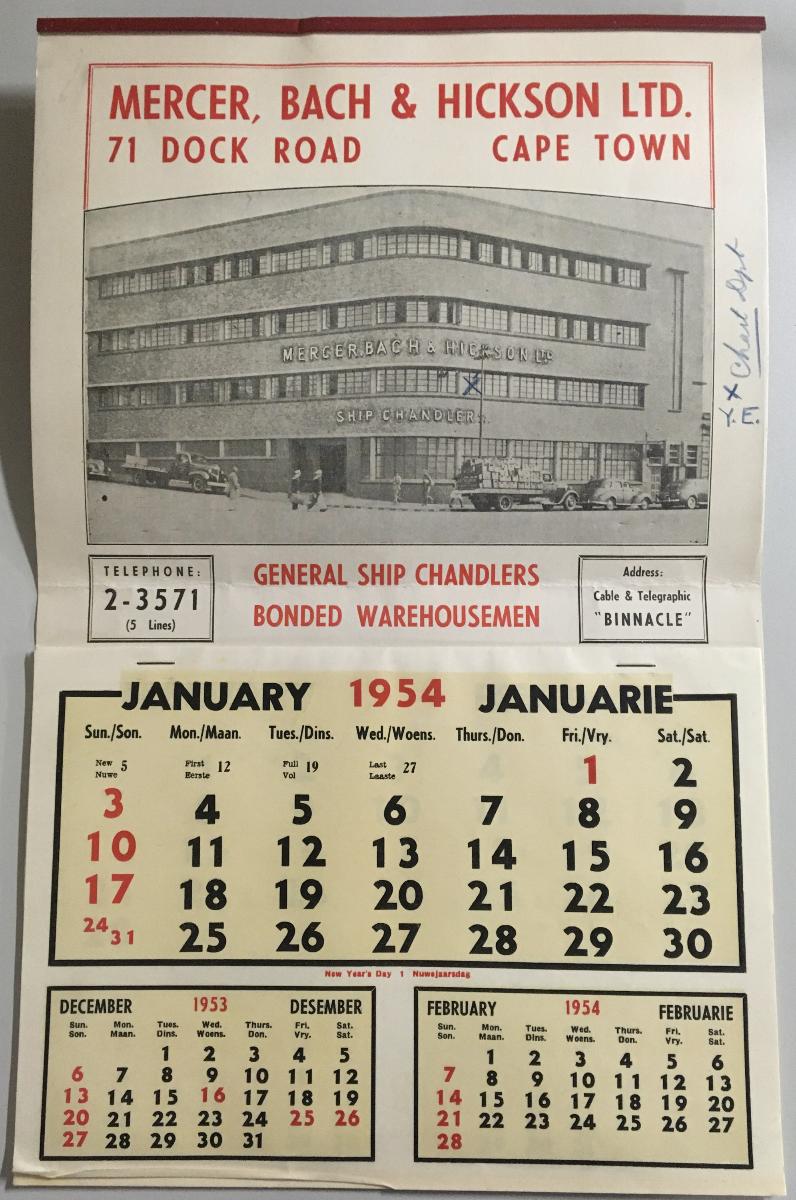 MERCER, BACH & HICKSON LTD.
71 DOCK ROAD CAPE TOWN
MERCER, BACH & HICKSON LTD
SHIP CHANDLER
X
Y. X Chart Dpt
E.
TELEPHONE:
2-3571
(5 Lines)
GENERAL SHIP CHANDLERS
BONDED WAREHOUSEMEN
Address:
Cable & Telegraphic
"BINNACLE"
JANUARY 1954 JANUARIE
Sun./Son. Mon./Maan. Tues./Dins. Wed./Woens. Thurs./Don. Fri./Vry. Sat./Sat.
New Nuwe 5 First Eerste 12 Full Vol 19 Last Laaste 27 1 2
3 4 5 6 7 8 9
10 11 12 13 14 15 16
17 18 19 20 21 22 23
24 31 25 26 27 28 29 30
New Year's Day 1 Nuwejaarsdag
DECEMBER 1953 DESEMBER
Sun. Mon. Tues. Wed. Thurs. Fri. Sat.
Son. Maan. Dins. Woens. Don. Vry. Sat.
1 2 3 4 5
6 7 8 9 10 11 12
13 14 15 16 17 18 19
20 21 22 23 24 25 26
27 28 29 30 31
FEBRUARY 1954 FEBRUARIE
Sun. Mon. Tues. Wed. Thurs. Fri. Sat.
Son. Maan. Dins. Woens. Don. Vry. Sat.
1 2 3 4 5 6
7 8 9 10 11 12 13
14 15 16 17 18 19 20
21 22 23 24 25 26 27
28